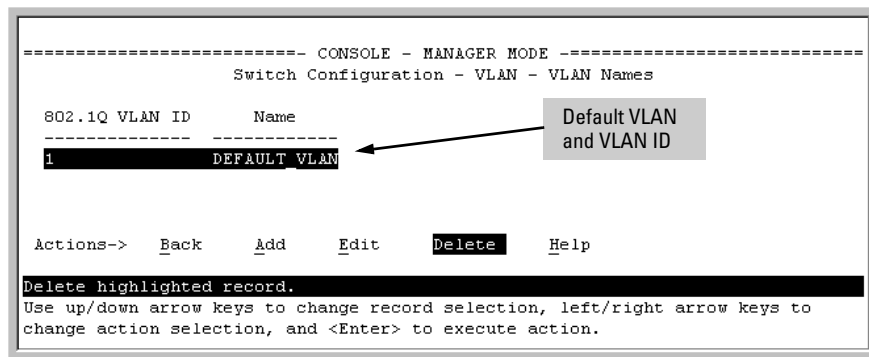 ==========================- CONSOLE - MANAGER MODE -============================
Switch Configuration - VLAN - VLAN Names
802.1Q VLAN ID Name
-------------- ------------
1 DEFAULT_VLAN
Default VLAN
and VLAN ID
Actions-> Back Add Edit Delete Help
Delete highlighted record.
Use up/down arrow keys to change record selection, left/right arrow keys to
change action selection, and <Enter> to execute action.